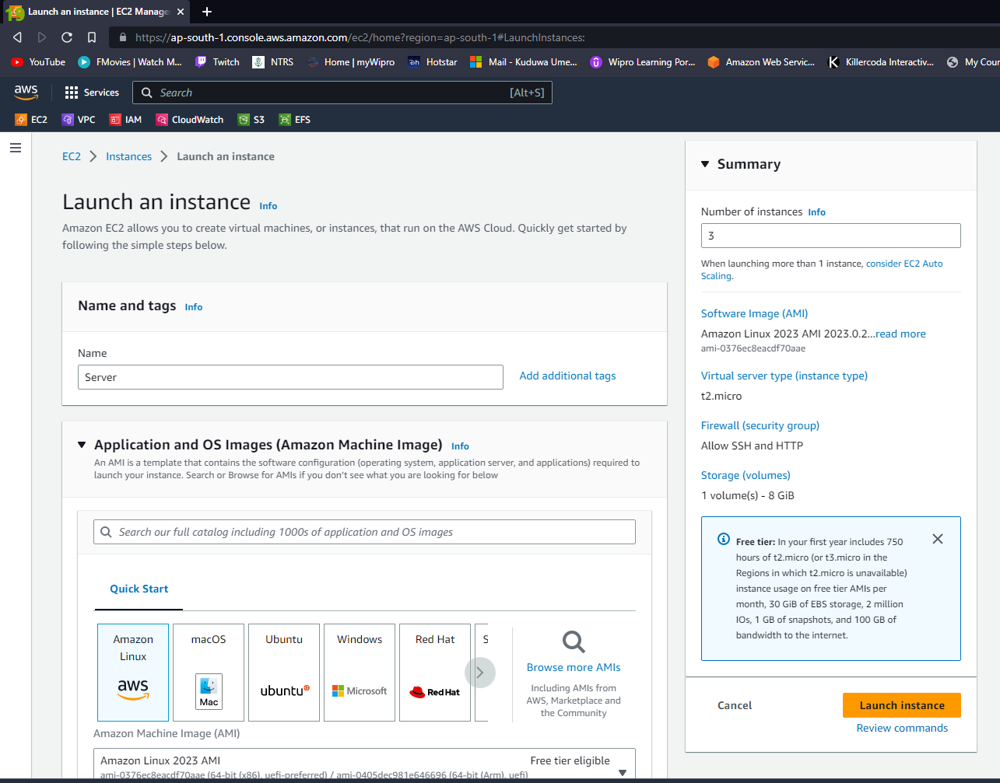 Launch an instance | EC2 Manage
https://ap-south-1.console.aws.amazon.com/ec2/home?region=ap-south-1#LaunchInstances:
YouTube
FMovies | Watch M...
Twitch
NTRS
Home | myWipro
Hotstar
Mail - Kuduwa Ume...
Wipro Learning Por...
Amazon Web Servic...
Killercoda Interactiv...
My Cour
aws
Services
Search
[Alt+S]
EC2
VPC
IAM
CloudWatch
S3
EFS
EC2 > Instances > Launch an instance
Launch an instance Info
Amazon EC2 allows you to create virtual machines, or instances, that run on the AWS Cloud. Quickly get started by
following the simple steps below.
Name and tags Info
Name
Server
Add additional tags
Application and OS Images (Amazon Machine Image) Info
An AMI is a template that contains the software configuration (operating system, application server, and applications) required to
launch your instance. Search or Browse for AMIs if you don't see what you are looking for below
Search our full catalog including 1000s of application and OS images
Quick Start
Amazon
Linux
aws
macOS
Mac
Ubuntu
ubuntu
Windows
Microsoft
Red Hat
Red Hat
S
Browse more AMIs
Including AMIs from
AWS, Marketplace and
the Community
Amazon Machine Image (AMI)
Amazon Linux 2023 AMI
Free tier eligible
ami-0376ec8eacdf70aae (64-bit (x86), uefi-preferred) / ami-0405dec981e646696 (64-bit (Arm), uefi)
Summary
Number of instances Info
3
When launching more than 1 instance, consider EC2 Auto
Scaling.
Software Image (AMI)
Amazon Linux 2023 AMI 2023.0.2...read more
ami-0376ec8eacdf70aae
Virtual server type (instance type)
t2.micro
Firewall (security group)
Allow SSH and HTTP
Storage (volumes)
1 volume(s) - 8 GiB
Free tier: In your first year includes 750
hours of t2.micro (or t3.micro in the
Regions in which t2.micro is unavailable)
instance usage on free tier AMIs per
month, 30 GiB of EBS storage, 2 million
IOs, 1 GB of snapshots, and 100 GB of
bandwidth to the internet.
Cancel
Launch instance
Review commands